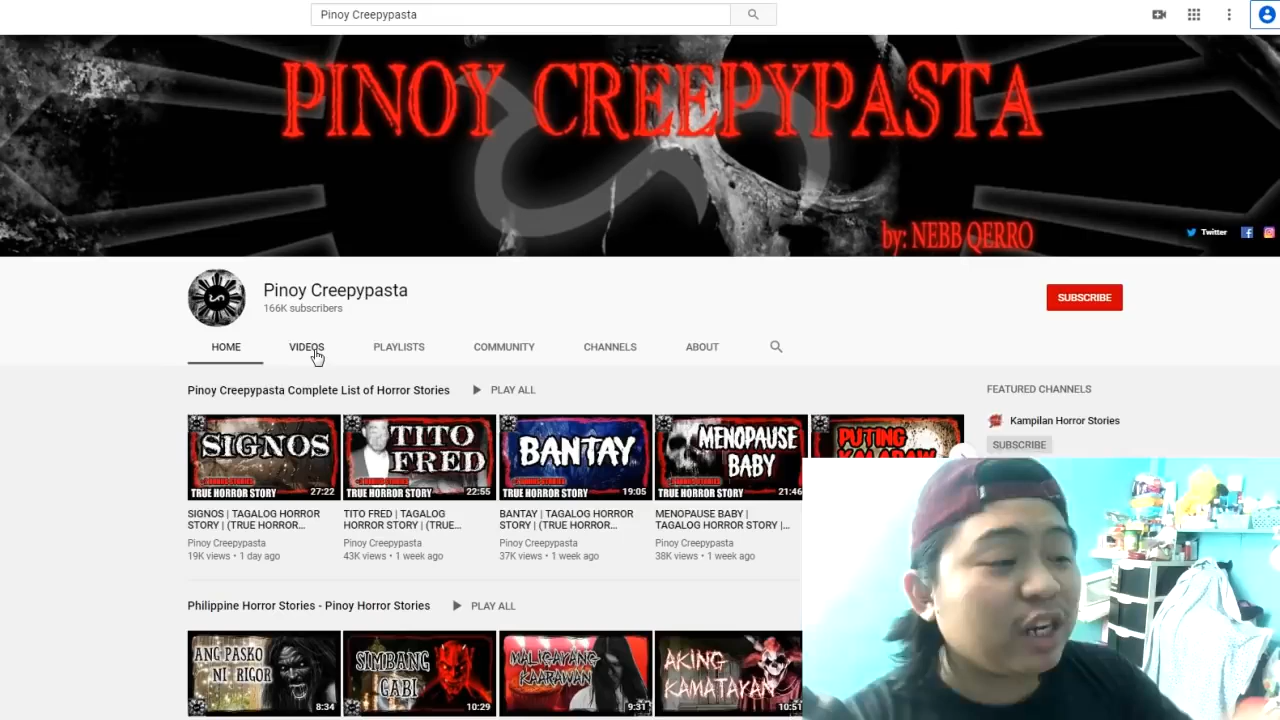 Pinoy Creepypasta
PINOY CREEPYPASTA
by: NEBB QERRO
Twitter
Pinoy Creepypasta
166K subscribers
SUBSCRIBE
HOME VIDEOS PLAYLISTS COMMUNITY CHANNELS ABOUT
Pinoy Creepypasta Complete List of Horror Stories PLAY ALL
FEATURED CHANNELS
Kampilan Horror Stories
SUBSCRIBE
SIGNOS
TRUE HORROR STORY
27:22
TITO
FRED
TRUE HORROR STORY
22:55
BANTAY
TRUE HORROR STORY
19:05
MENOPAUSE
BABY
TRUE HORROR STORY
21:46
PUTING
SIGNOS | TAGALOG HORROR
STORY | (TRUE HORROR...
Pinoy Creepypasta
19K views • 1 day ago
TITO FRED | TAGALOG
HORROR STORY | (TRUE...
Pinoy Creepypasta
43K views • 1 week ago
BANTAY | TAGALOG HORROR
STORY | (TRUE HORROR...
Pinoy Creepypasta
37K views • 1 week ago
MENOPAUSE BABY |
TAGALOG HORROR STORY |...
Pinoy Creepypasta
38K views • 1 week ago
Philippine Horror Stories - Pinoy Horror Stories PLAY ALL
ANG PASKO
NI RIGOR
8:34
SIMBANG
GABI
10:29
MALIGAYANG
KAARAWAN
9:31
AKING
KAMATAYAN
10:51